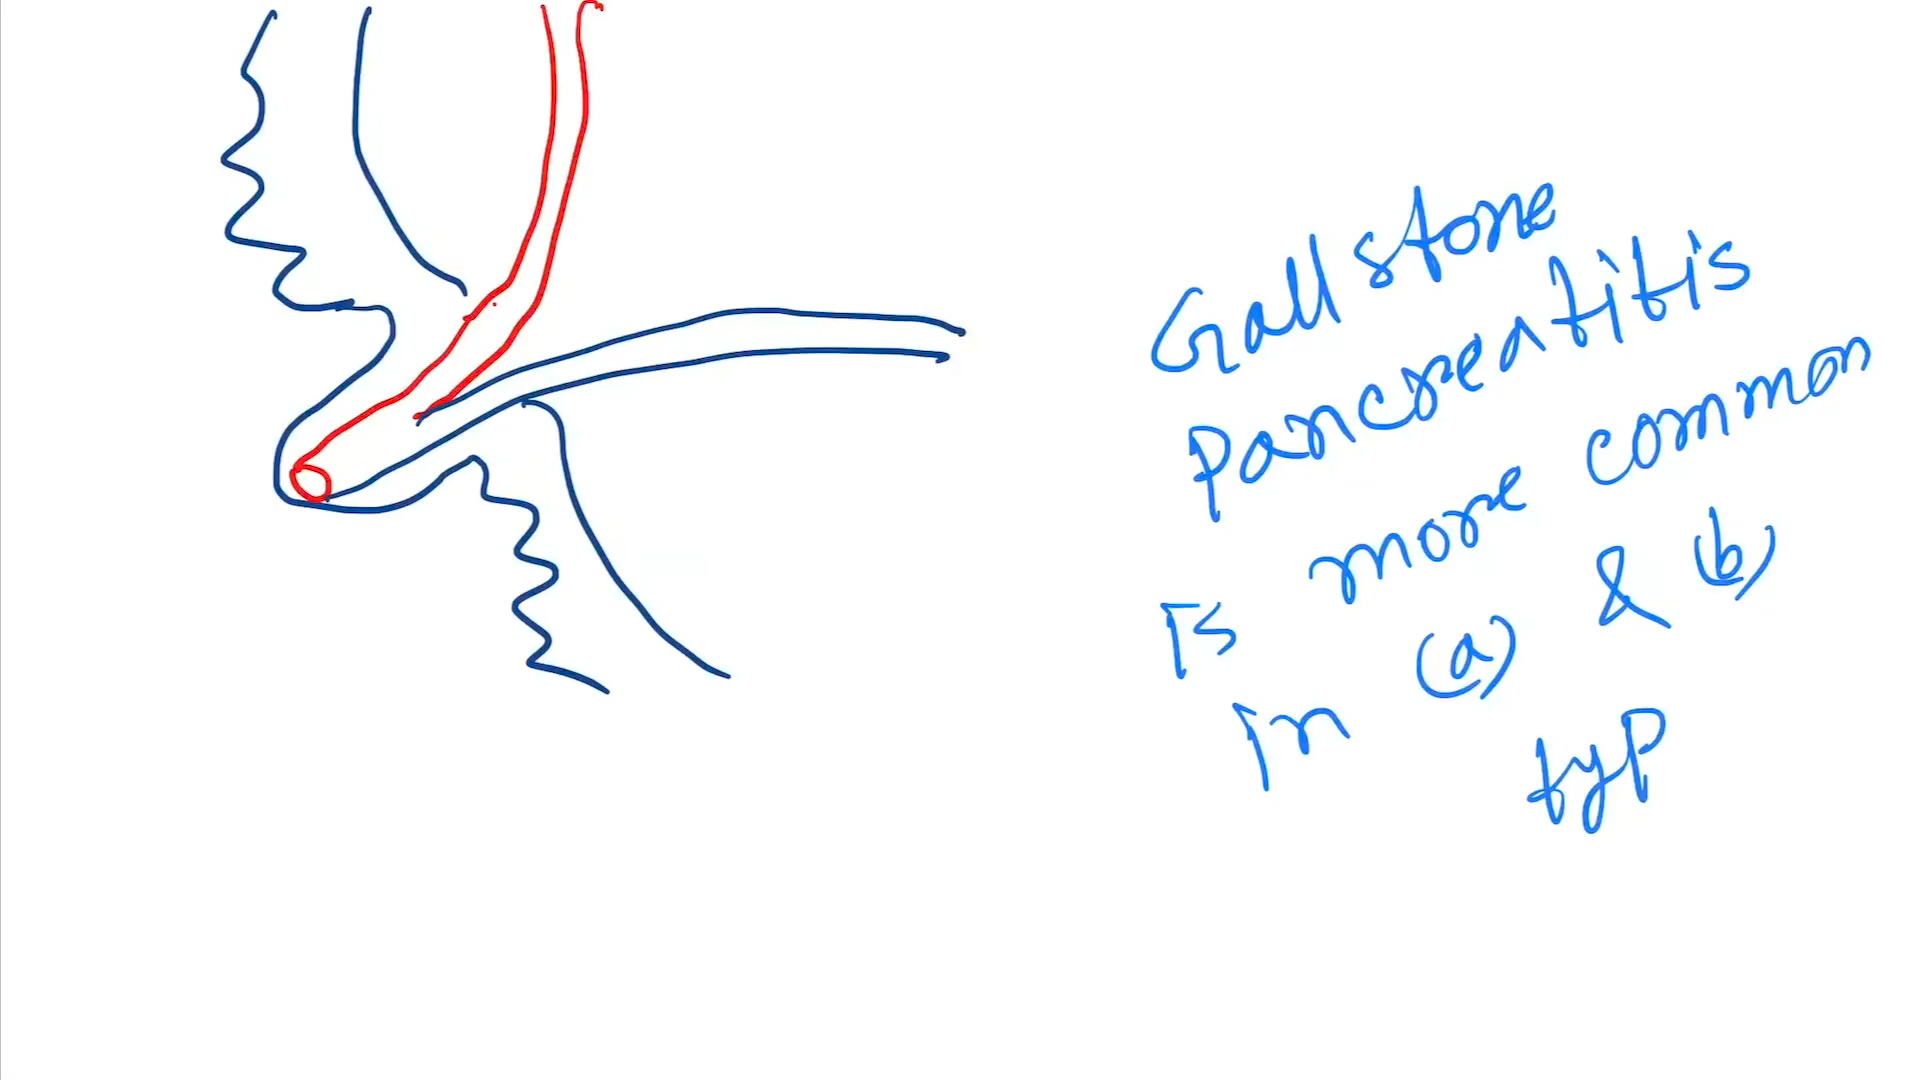 Gall stone
pancreatitis
is more common
in (a) & (b)
typ